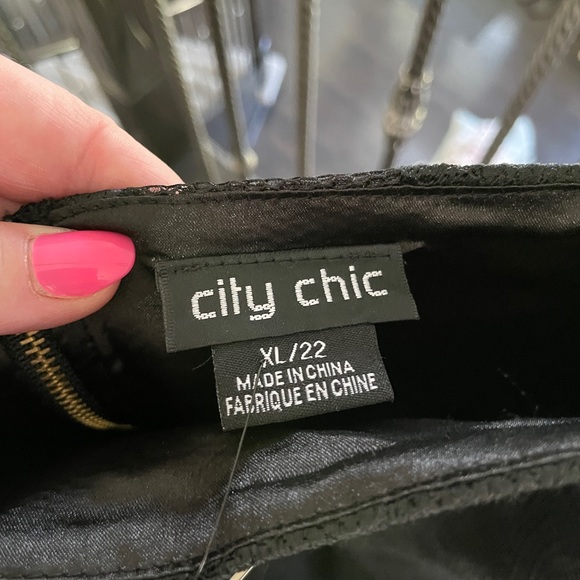 city chic
XL/22
MADE IN CHINA
FABRIQUE EN CHINE